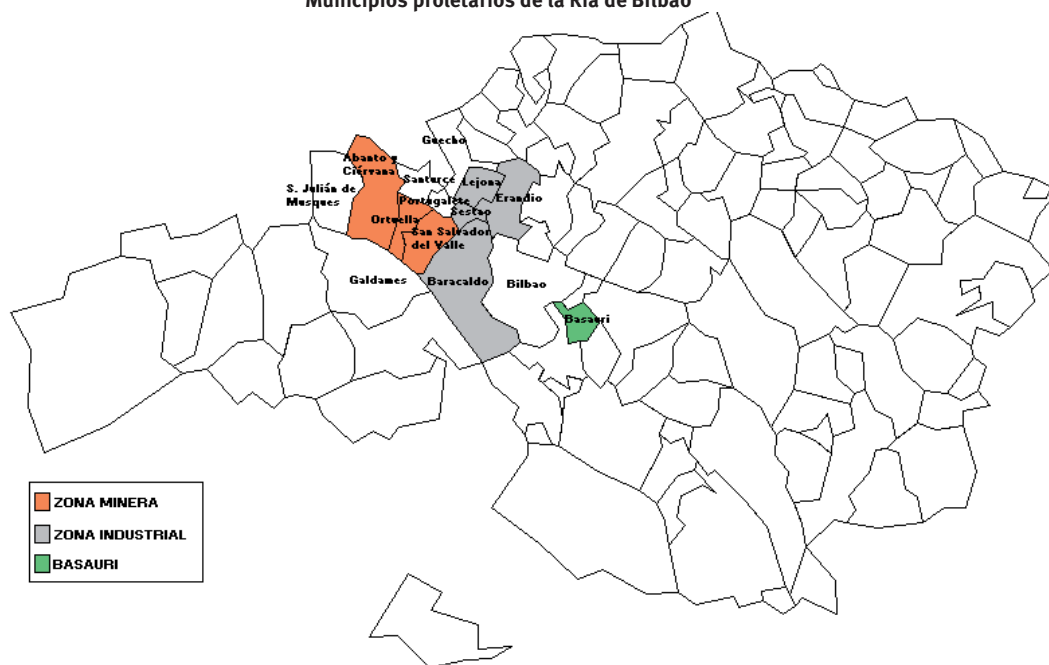 Municipios proletarios de la Ría de Bilbao
Guecho
Abanto y
Ciérvana
Santurce
Lejona
S. Julián de
Musques
Portugalete
Erandio
Sestao
Ortuella
San Salvador
del Valle
Galdames
Baracaldo
Bilbao
Basauri
ZONA MINERA
ZONA INDUSTRIAL
BASAURI